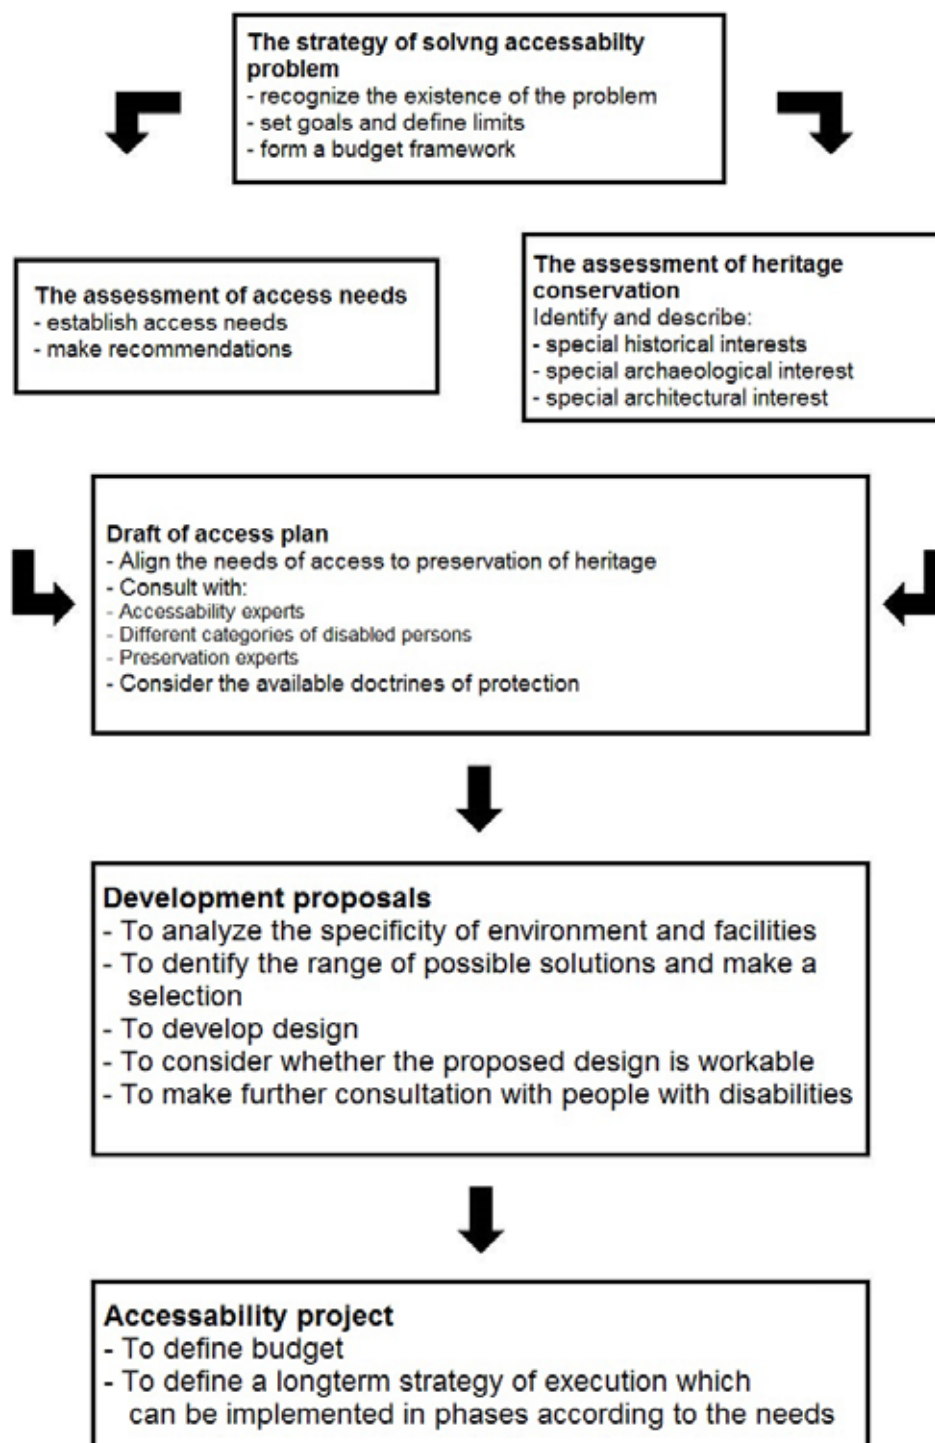 The strategy of solvng accessabilty
problem
- recognize the existence of the problem
- set goals and define limits
- form a budget framework
The assessment of access needs
- establish access needs
- make recommendations
The assessment of heritage
conservation
Identify and describe:
- special historical interests
- special archaeological interest
- special architectural interest
Draft of access plan
- Align the needs of access to preservation of heritage
- Consult with:
- Accessability experts
- Different categories of disabled persons
- Preservation experts
- Consider the available doctrines of protection
Development proposals
- To analyze the specificity of environment and facilities
- To dentify the range of possible solutions and make a
selection
- To develop design
- To consider whether the proposed design is workable
- To make further consultation with people with disabilities
Accessability project
- To define budget
- To define a longterm strategy of execution which
can be implemented in phases according to the needs